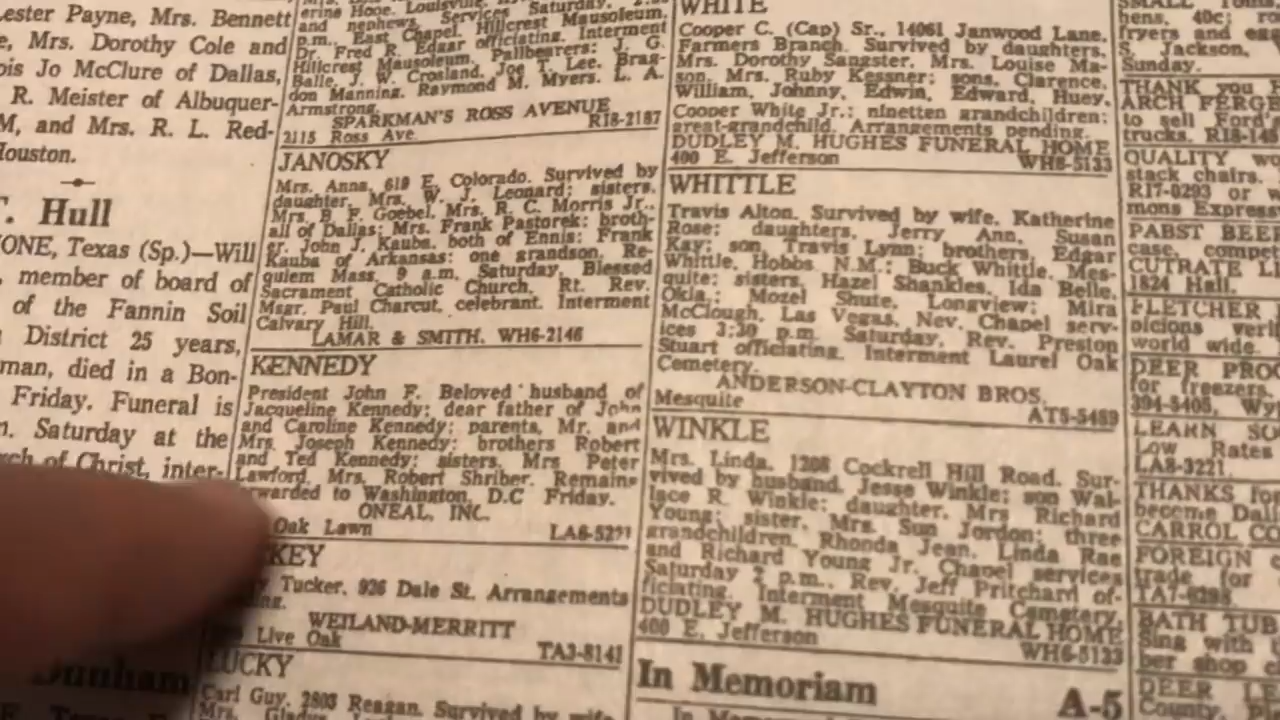 ester Payne, Mrs. Bennett
e, Mrs. Dorothy Cole and
ois Jo McClure of Dallas,
R. Meister of Albuquer-
M, and Mrs. R. L. Red-
Houston.
T. Hull
ONE, Texas (Sp.)—Will
member of board of
of the Fannin Soil
District 25 years,
man, died in a Bon-
Friday. Funeral is
Saturday at the
ch of Christ, inter-
Dunham
erine Hooe, Louisville,
and nephews. Services Saturday,
p.m., East Chapel, Hillcrest Mausoleum,
Dr. Fred R. Edgar officiating. Interment
Hillcrest Mausoleum. Pallbearers: J. G.
Balle, J. W. Crosland, Joe T. Lee, Brag-
don Manning, Raymond M. Myers, L. A.
Armstrong.
SPARKMAN'S ROSS AVENUE
2115 Ross Ave. RI8-2187
JANOSKY
Mrs. Anna, 619 E. Colorado. Survived by
daughter, Mrs. W. J. Leonard; sisters,
Mrs. B. F. Goebel, Mrs. R. C. Morris Jr.,
all of Dallas; Mrs. Frank Pastorek; broth-
er, John J. Kauba, both of Ennis; Frank
Kauba of Arkansas; one grandson. Re-
quiem Mass, 9 a.m. Saturday, Blessed
Sacrament Catholic Church, Rt. Rev.
Msgr. Paul Charcut, celebrant. Interment
Calvary Hill.
LAMAR & SMITH. WH6-2146
KENNEDY
President John F. Beloved husband of
Jacqueline Kennedy; dear father of John
and Caroline Kennedy; parents, Mr. and
Mrs. Joseph Kennedy; brothers Robert
and Ted Kennedy; sisters, Mrs Peter
Lawford, Mrs. Robert Shriber. Remains
forwarded to Washington, D.C Friday.
ONEAL, INC.
Oak Lawn LA6-5221
KEY
Tucker, 926 Dale St. Arrangements
WEILAND-MERRITT
Live Oak TA3-8141
LUCKY
Carl Guy, 2803 Reagan. Survived by wife
WHITE
Cooper C. (Cap) Sr., 14061 Janwood Lane,
Farmers Branch. Survived by daughters,
Mrs. Dorothy Sangster, Mrs. Louise Ma-
son, Mrs. Ruby Kessner; sons, Clarence,
William, Johnny, Edwin, Edward, Huey,
Cooper White Jr.; ninetten grandchildren;
great-grandchild. Arrangements pending.
DUDLEY M. HUGHES FUNERAL HOME
400 E. Jefferson WH6-5133
WHITTLE
Travis Alton. Survived by wife, Katherine
Rose; daughters, Jerry Ann, Susan
Kay; son, Travis Lynn; brothers, Edgar
Whittle, Hobbs, N.M.; Buck Whittle, Mes-
quite; sisters, Hazel Shankles, Ida Belle,
Okla.; Mozel Shute, Longview; Mira
McClough, Las Vegas, Nev. Chapel serv-
ices 3:30 p.m. Saturday, Rev. Preston
Stuart officiating. Interment Laurel Oak
Cemetery.
ANDERSON-CLAYTON BROS.
Mesquite AT5-5489
WINKLE
Mrs. Linda, 1208 Cockrell Hill Road. Sur-
vived by husband, Jesse Winkle; son Wal-
lace R. Winkle; daughter, Mrs Richard
Young; sister, Mrs. Sun Jordon; three
grandchildren, Rhonda Jean, Linda Rae
and Richard Young Jr. Chapel services
Saturday 2 p.m., Rev. Jeff Pritchard of-
ficiating. Interment Mesquite Cemetery.
DUDLEY M. HUGHES FUNERAL HOME
400 E. Jefferson WH6-5133
In Memoriam A-5
hens, 40c;
fryers and
S. Jackson,
Sunday.
THANK you
ARCH FERGE
to sell Ford's
trucks.
QUALITY
stack chairs.
RI7-0293 or
mons Express
PABST BEE
case,
CUTRATE L
1824 Hall.
FLETCHER
picions
world wide.
DEER PRO
for freezers.
394-5405,
LEARN
Low Rates
LA8-3221.
THANKS for
become
CARROL CO
FOREIGN
trade, for
BATH TUB
Sing with
ber shop
DEER
County,